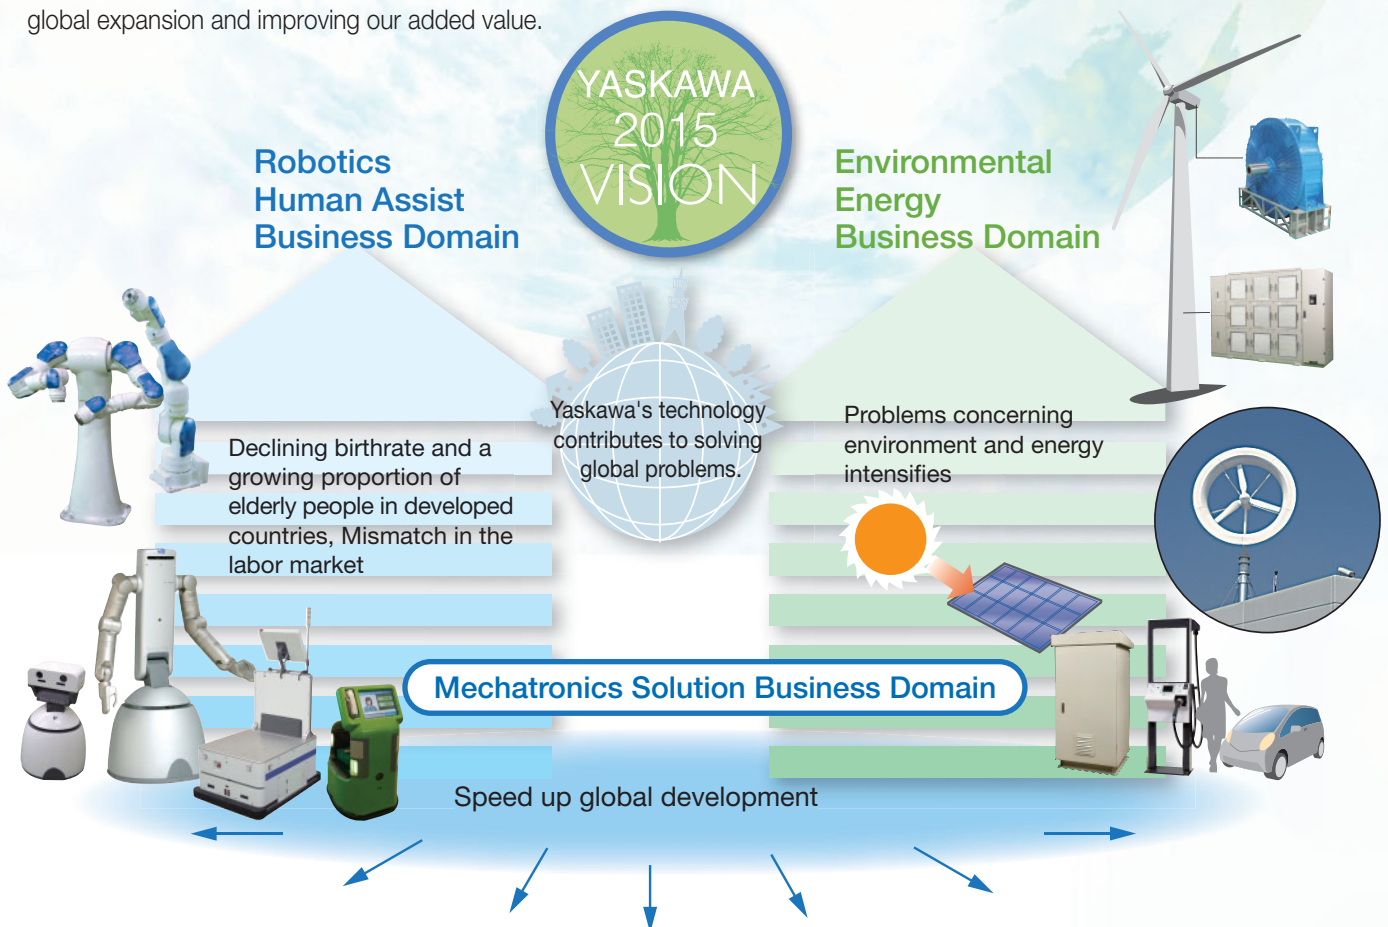 global expansion and improving our added value.
YASKAWA
2015
VISION
Robotics
Human Assist
Business Domain
Environmental
Energy
Business Domain
Yaskawa's technology
contributes to solving
global problems.
Declining birthrate and a
growing proportion of
elderly people in developed
countries, Mismatch in the
labor market
Problems concerning
environment and energy
intensifies
Mechatronics Solution Business Domain
Speed up global development